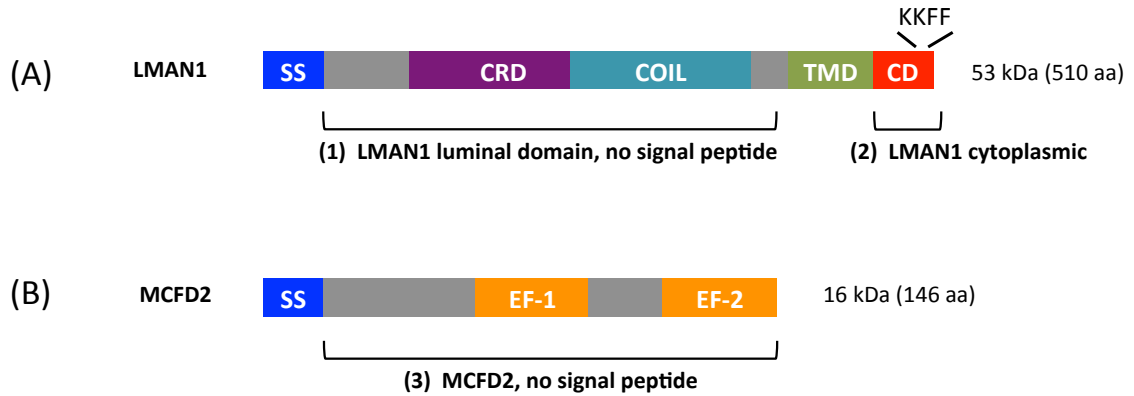 KKFF
(A) LMAN1 SS CRD COIL TMD CD 53 kDa (510 aa)
(1) LMAN1 luminal domain, no signal peptide (2) LMAN1 cytoplasmic
(B) MCFD2 SS EF-1 EF-2 16 kDa (146 aa)
(3) MCFD2, no signal peptide